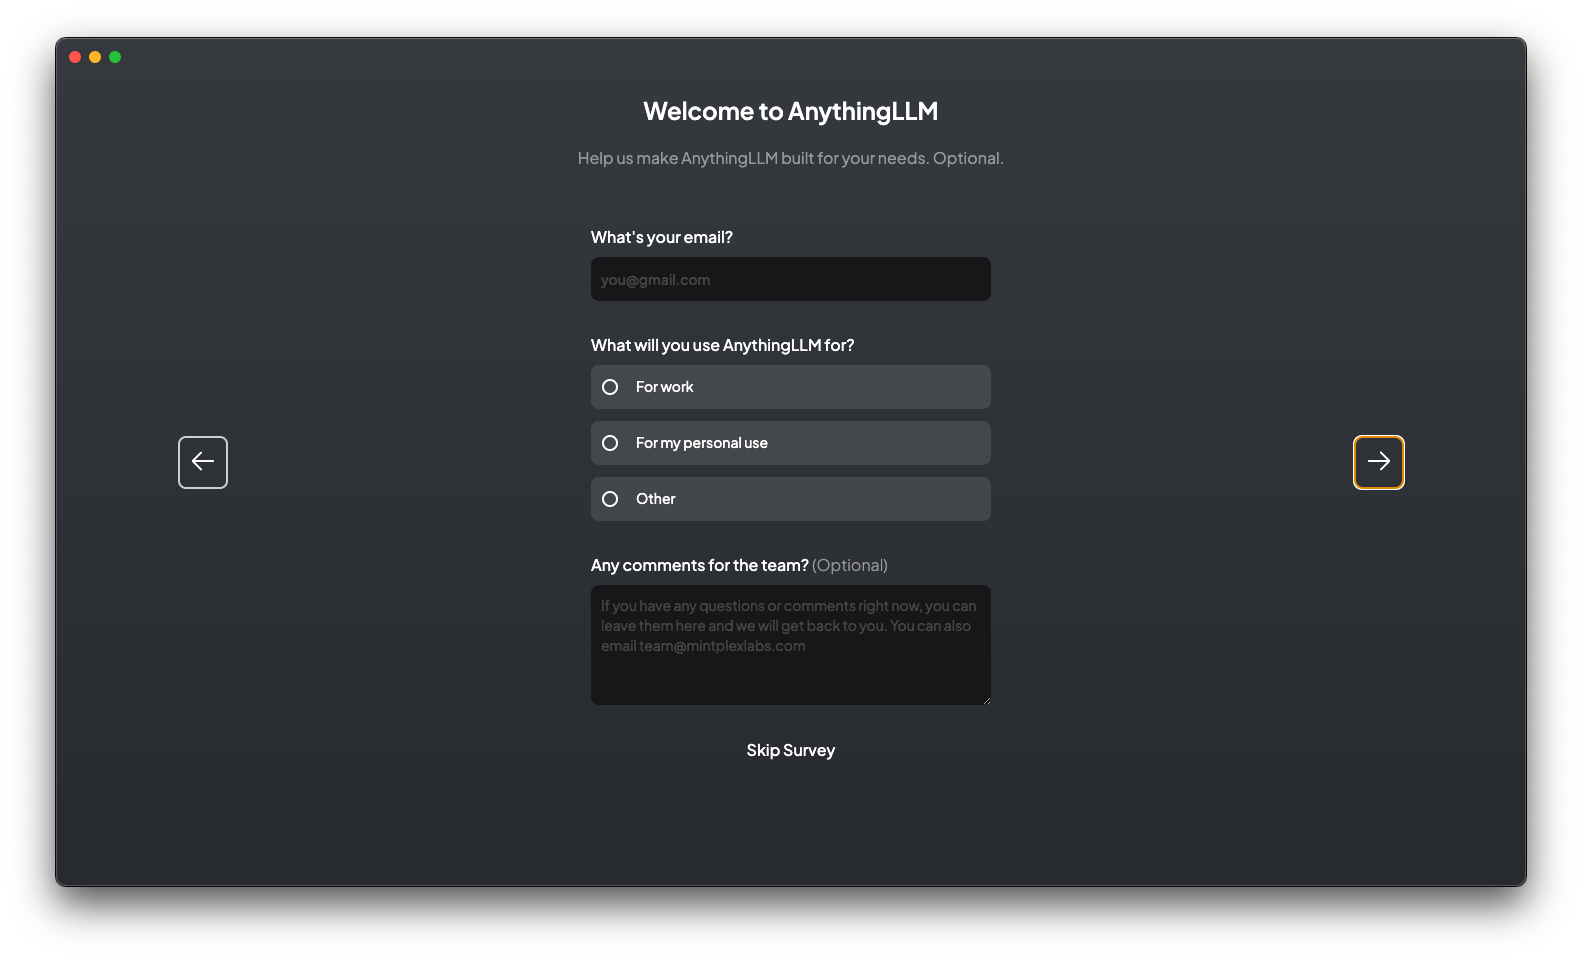 Welcome to AnythingLLM
Help us make AnythingLLM built for your needs. Optional.
What's your email?
you@gmail.com
What will you use AnythingLLM for?
For work
For my personal use
Other
Any comments for the team? (Optional)
If you have any questions or comments right now, you can
leave them here and we will get back to you. You can also
email team@mintplexlabs.com
Skip Survey